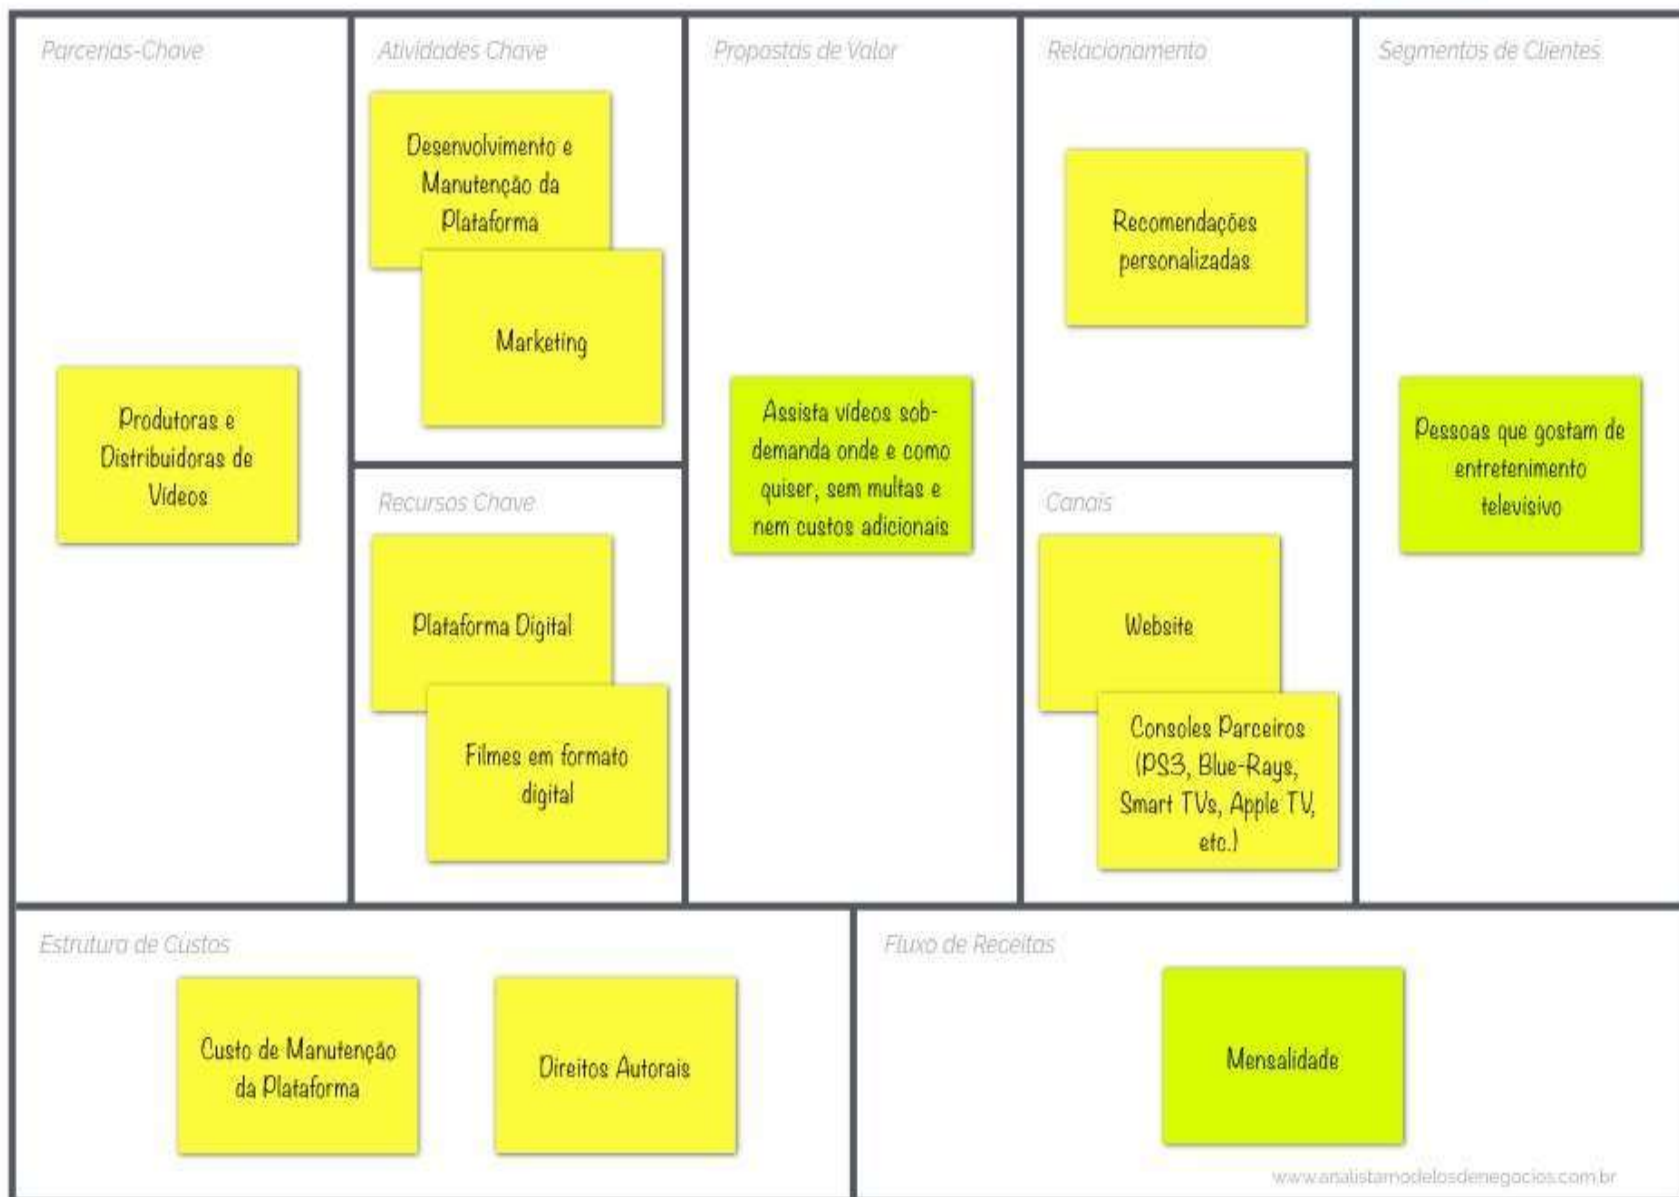 Parcerias-Chave
Produtoras e
Distribuidoras de
Vídeos
Atividades Chave
Desenvolvimento e
Manutenção da
Plataforma
Marketing
Recursos Chave
Plataforma Digital
Filmes em formato
digital
Propostas de Valor
Assista vídeos sob-
demanda onde e como
quiser, sem multas e
nem custos adicionais
Relacionamento
Recomendações
personalizadas
Canais
Website
Consoles Parceiros
(PS3, Blue-Rays,
Smart TVs, Apple TV,
etc.)
Segmentos de Clientes
Pessoas que gostam de
entretenimento
televisivo
Estrutura de Custos
Custo de Manutenção
da Plataforma
Direitos Autorais
Fluxo de Receitas
Mensalidade
www.analistamodelosdenegocios.com.br